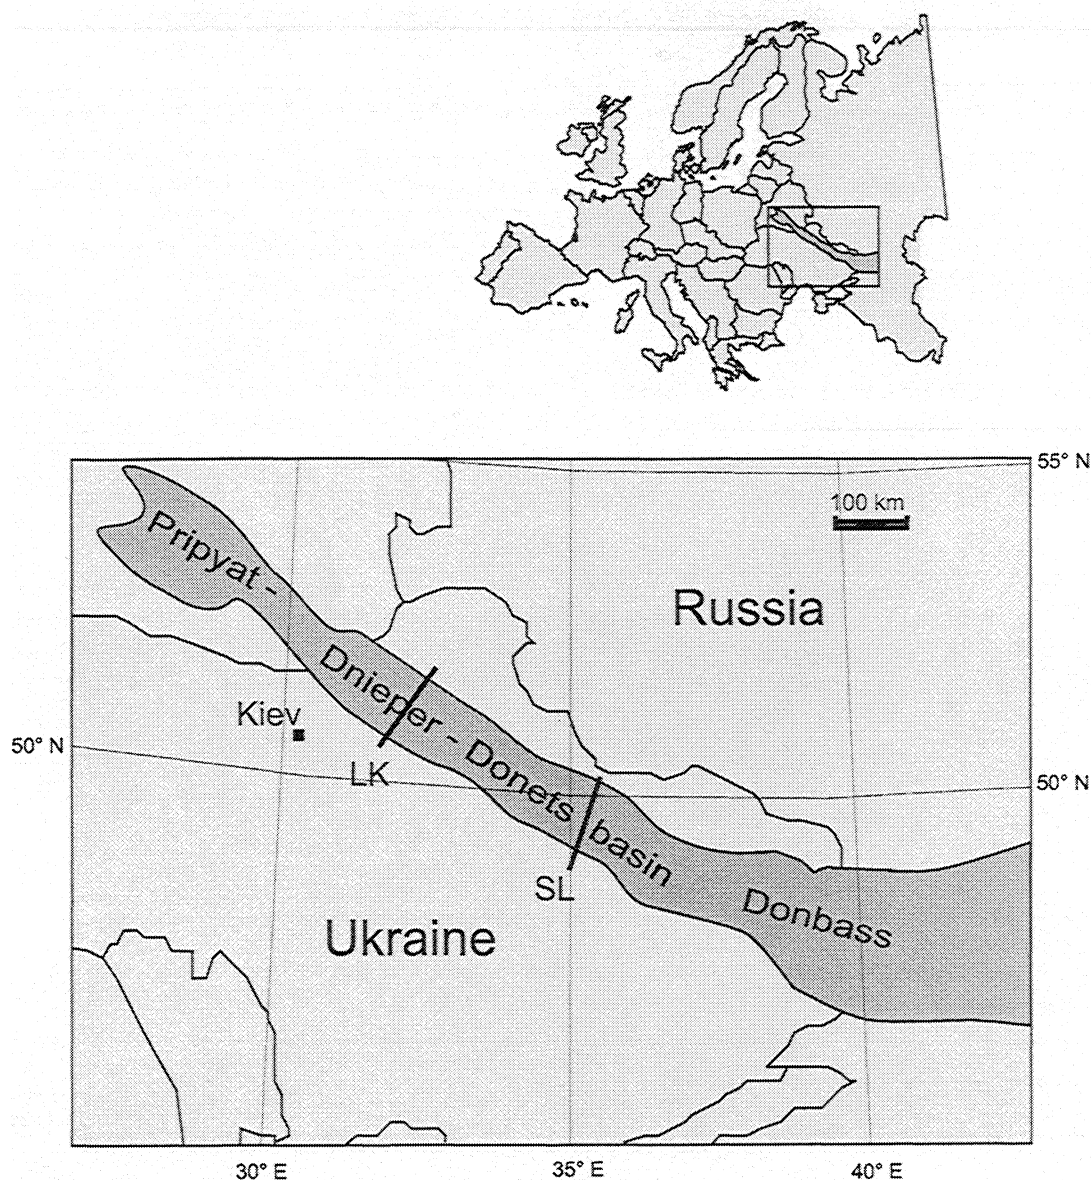 55° N
100 km
Pripyat -
Russia
Dnieper - Donets basin
Kiev
50° N
LK
50° N
SL
Donbass
Ukraine
30° E
35° E
40° E